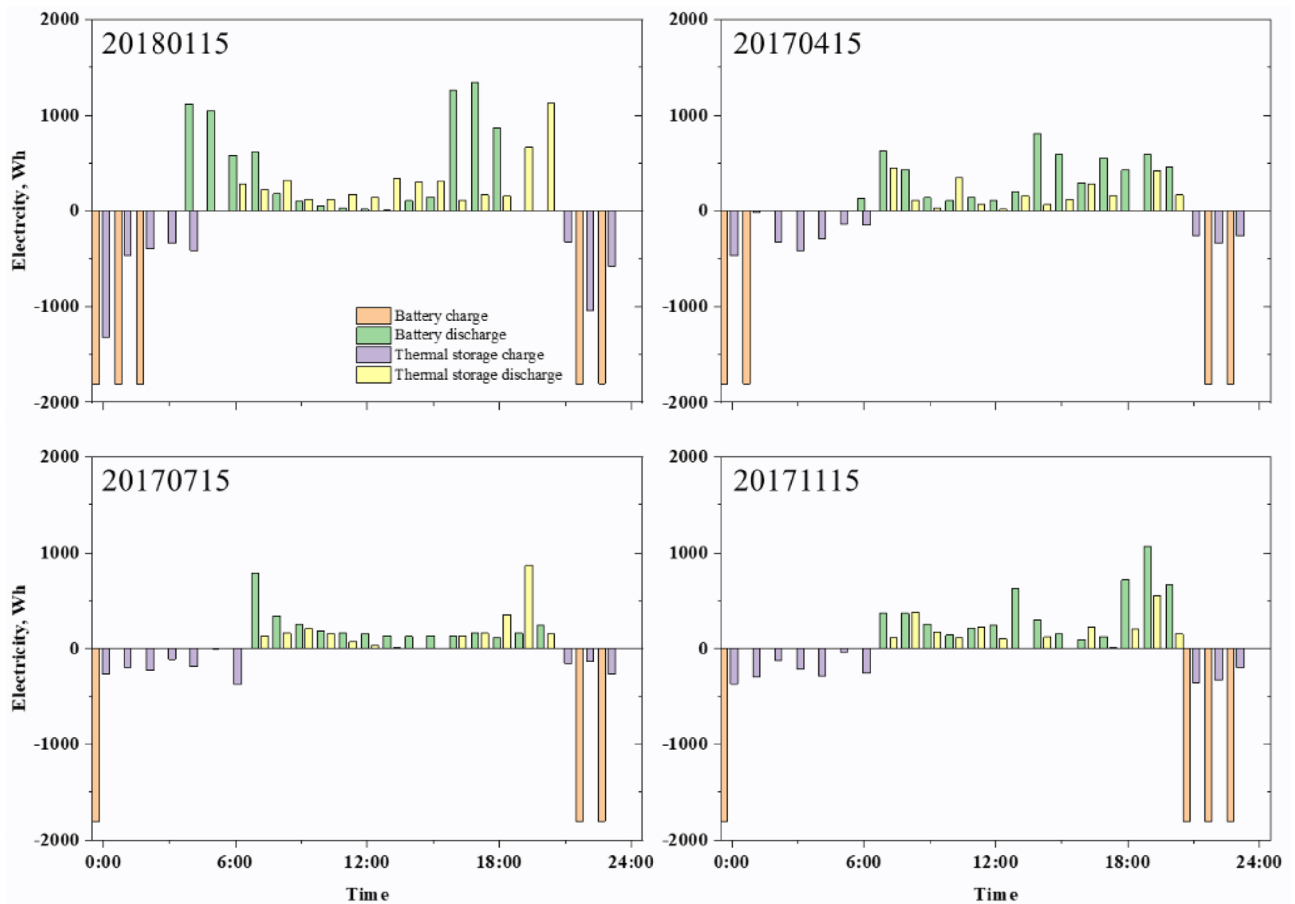 20180115
2000
1000
0
-1000
-2000
Electrcity, Wh
Battery charge
Battery discharge
Thermal storage charge
Thermal storage discharge
20170415
2000
1000
0
-1000
-2000
20170715
2000
1000
0
-1000
-2000
Electricity, Wh
0:00 6:00 12:00 18:00 24:00
Time
20171115
2000
1000
0
-1000
-2000
0:00 6:00 12:00 18:00 24:00
Time